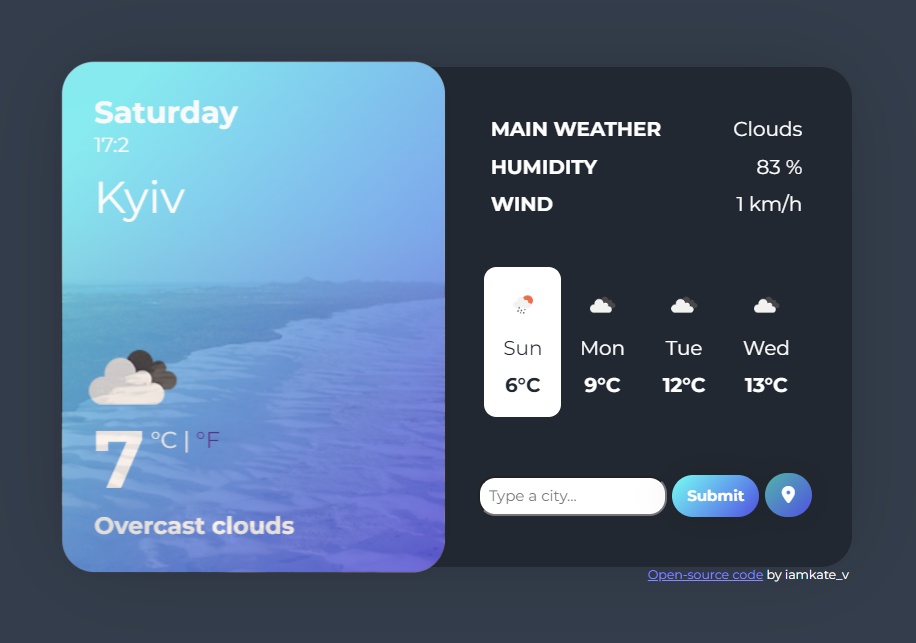 Saturday
17:2
Kyiv
7 °C | °F
Overcast clouds
MAIN WEATHER Clouds
HUMIDITY 83 %
WIND 1 km/h
Sun Mon Tue Wed
6°C 9°C 12°C 13°C
Type a city... Submit
Open-source code by iamkate_v